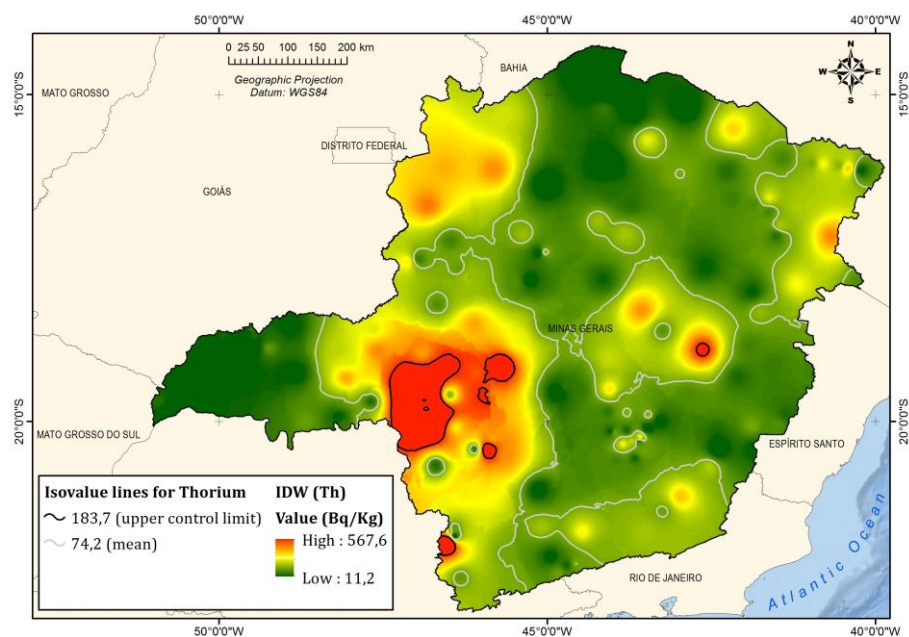 50°0'0"W 45°0'0"W 40°0'0"W
0 25 50 100 150 200 km
Geographic Projection
Datum: WGS84
N
W E
S
BAHIA
15°0'0"S
15°0'0"S
MATO GROSSO
DISTRITO FEDERAL
GOIÁS
MINAS GERAIS
20°0'0"S
20°0'0"S
MATO GROSSO DO SUL
ESPÍRITO SANTO
Isovalue lines for Thorium
183,7 (upper control limit)
74,2 (mean)
IDW (Th)
Value (Bq/Kg)
High : 567,6
Low : 11,2
RIO DE JANEIRO
Atlantic Ocean
50°0'0"W 45°0'0"W 40°0'0"W